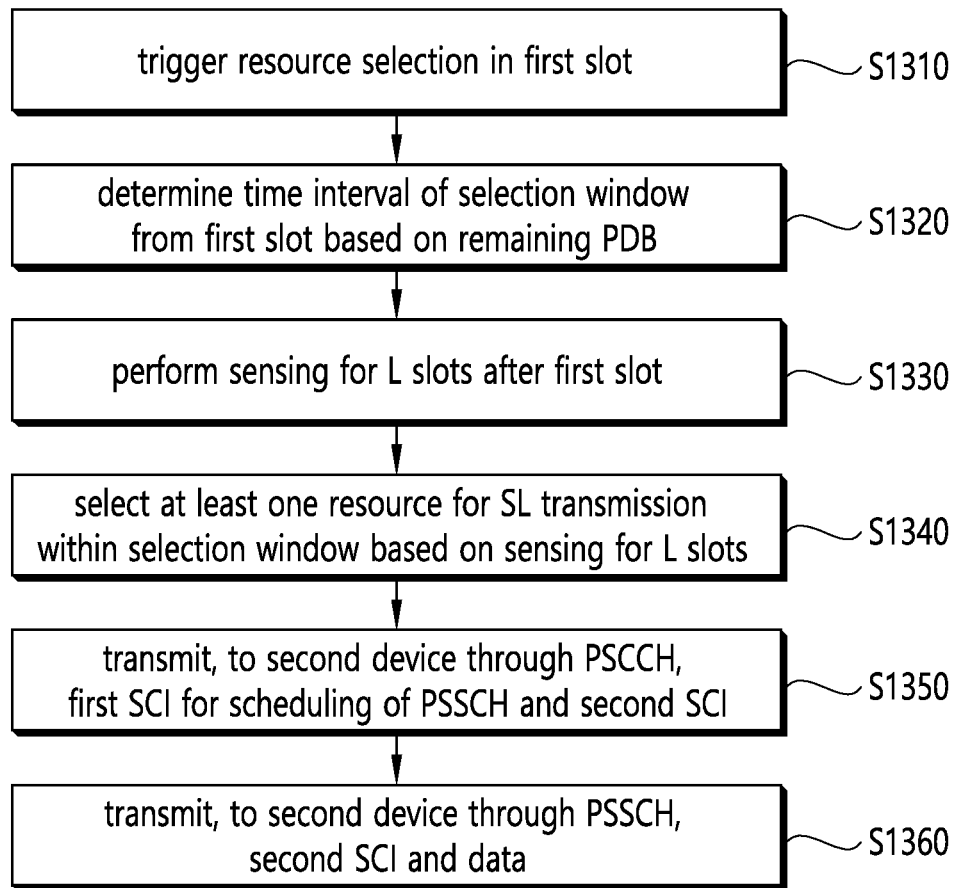 trigger resource selection in first slot
S1310
determine time interval of selection window
from first slot based on remaining PDB
S1320
perform sensing for L slots after first slot
S1330
select at least one resource for SL transmission
within selection window based on sensing for L slots
S1340
transmit, to second device through PSCCH,
first SCI for scheduling of PSSCH and second SCI
S1350
transmit, to second device through PSSCH,
second SCI and data
S1360